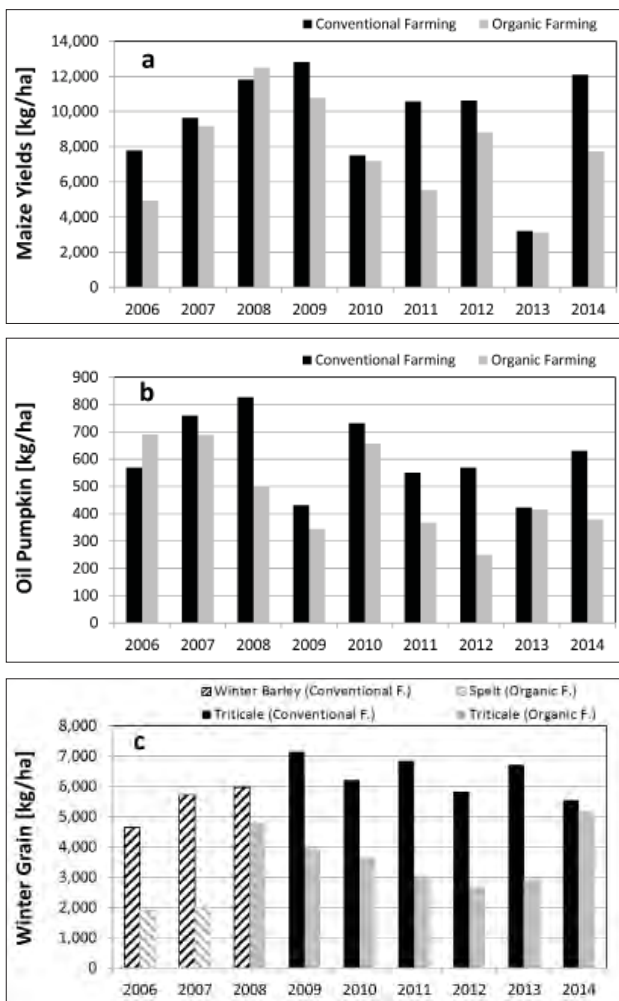 Conventional Farming Organic Farming
a
14,000
12,000
10,000
8,000
6,000
4,000
2,000
0
Maize Yields [kg/ha]
2006 2007 2008 2009 2010 2011 2012 2013 2014
Conventional Farming Organic Farming
b
900
800
700
600
500
400
300
200
100
0
Oil Pumpkin [kg/ha]
2006 2007 2008 2009 2010 2011 2012 2013 2014
Winter Barley (Conventional F.) Spelt (Organic F.)
Triticale (Conventional F.) Triticale (Organic F.)
c
8,000
7,000
6,000
5,000
4,000
3,000
2,000
1,000
0
Winter Grain [kg/ha]
2006 2007 2008 2009 2010 2011 2012 2013 2014